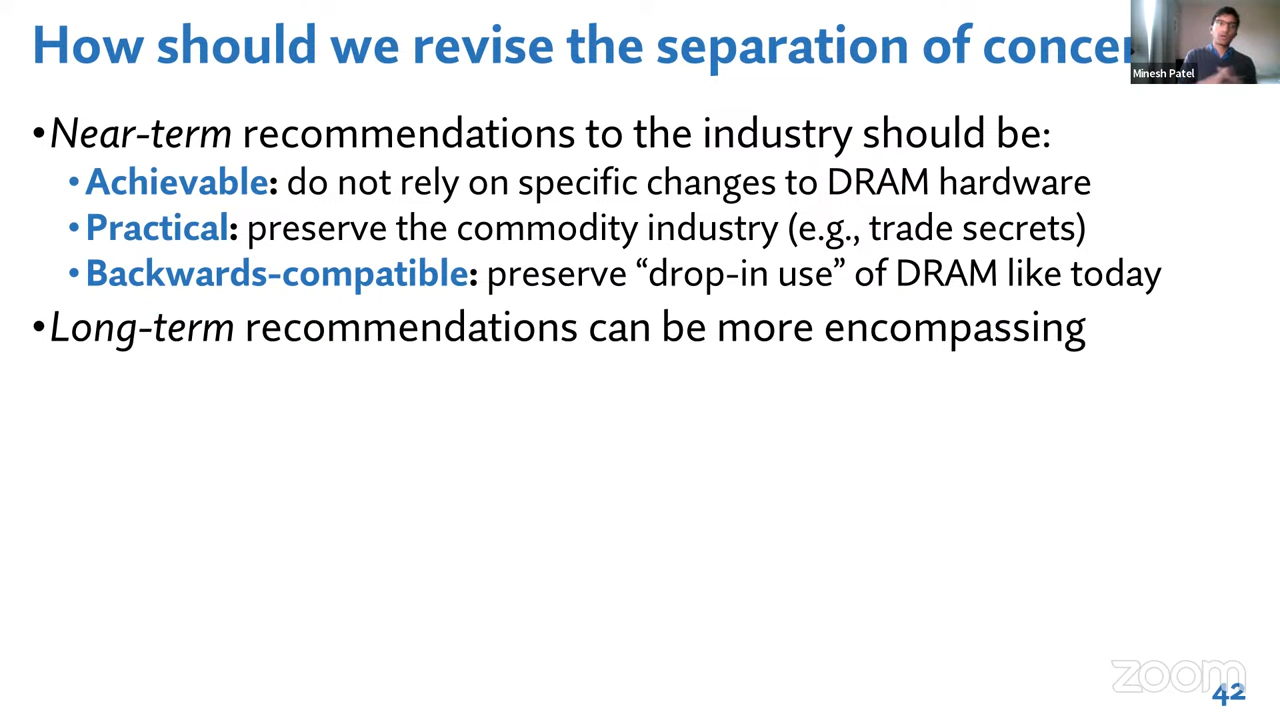 How should we revise the separation of concer
Minesh Patel
•Near-term recommendations to the industry should be:
•Achievable: do not rely on specific changes to DRAM hardware
•Practical: preserve the commodity industry (e.g., trade secrets)
•Backwards-compatible: preserve “drop-in use” of DRAM like today
•Long-term recommendations can be more encompassing
zoom
42